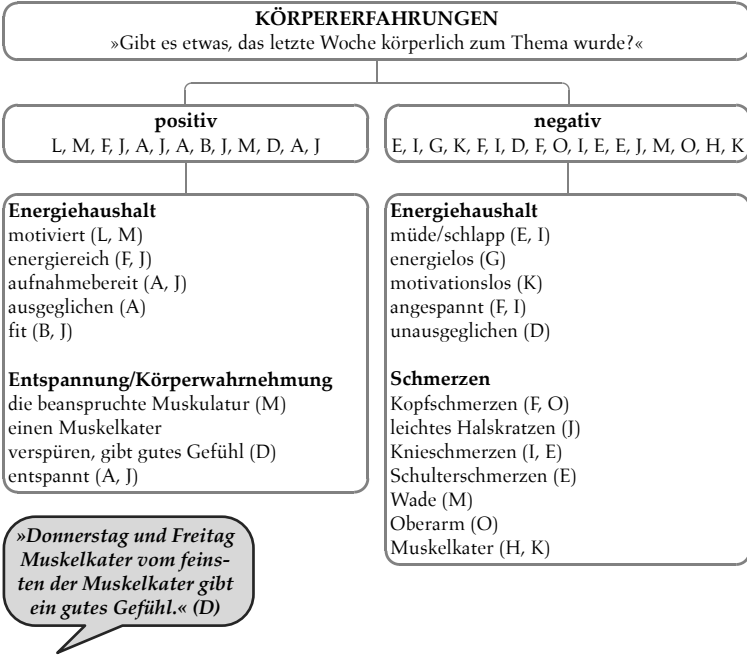 KÖRPERERFAHRUNGEN
»Gibt es etwas, das letzte Woche körperlich zum Thema wurde?«
positiv
L, M, F, J, A, J, A, B, J, M, D, A, J
negativ
E, I, G, K, F, I, D, F, O, I, E, E, J, M, O, H, K
Energiehaushalt
motiviert (L, M)
energiereich (F, J)
aufnahmebereit (A, J)
ausgeglichen (A)
fit (B, J)
Entspannung/Körperwahrnehmung
die beanspruchte Muskulatur (M)
einen Muskelkater
verspüren, gibt gutes Gefühl (D)
entspannt (A, J)
Energiehaushalt
müde/schlapp (E, I)
energielos (G)
motivationslos (K)
angespannt (F, I)
unausgeglichen (D)
Schmerzen
Kopfschmerzen (F, O)
leichtes Halskratzen (J)
Knieschmerzen (I, E)
Schulterschmerzen (E)
Wade (M)
Oberarm (O)
Muskelkater (H, K)
»Donnerstag und Freitag
Muskelkater vom feins-
ten der Muskelkater gibt
ein gutes Gefühl.« (D)